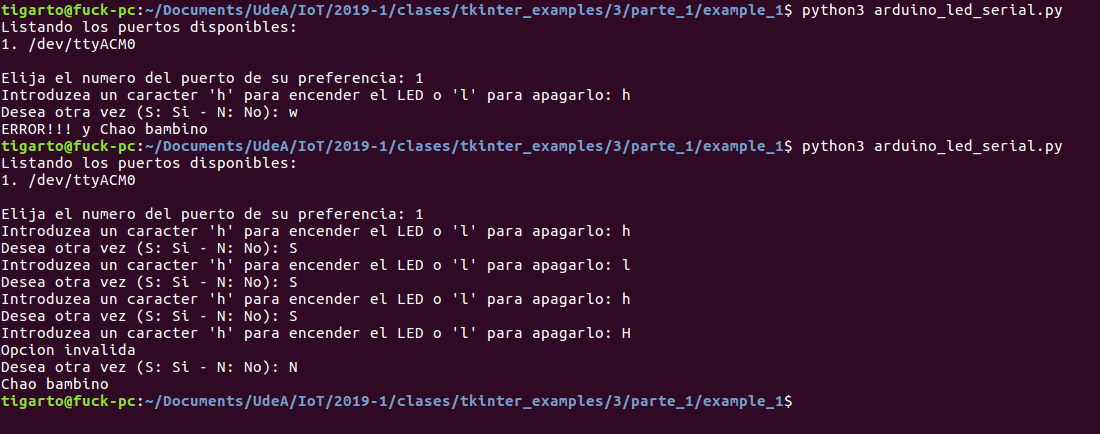 tigarto@fuck-pc:~/Documents/UdeA/IoT/2019-1/clases/tkinter_examples/3/parte_1/example_1$ python3 arduino_led_serial.py
Listando los puertos disponibles:
1. /dev/ttyACM0

Elija el numero del puerto de su preferencia: 1
Introduzea un caracter 'h' para encender el LED o 'l' para apagarlo: h
Desea otra vez (S: Si - N: No): w
ERROR!!! y Chao bambino
tigarto@fuck-pc:~/Documents/UdeA/IoT/2019-1/clases/tkinter_examples/3/parte_1/example_1$ python3 arduino_led_serial.py
Listando los puertos disponibles:
1. /dev/ttyACM0

Elija el numero del puerto de su preferencia: 1
Introduzea un caracter 'h' para encender el LED o 'l' para apagarlo: h
Desea otra vez (S: Si - N: No): S
Introduzea un caracter 'h' para encender el LED o 'l' para apagarlo: l
Desea otra vez (S: Si - N: No): S
Introduzea un caracter 'h' para encender el LED o 'l' para apagarlo: h
Desea otra vez (S: Si - N: No): S
Introduzea un caracter 'h' para encender el LED o 'l' para apagarlo: H
Opcion invalida
Desea otra vez (S: Si - N: No): N
Chao bambino
tigarto@fuck-pc:~/Documents/UdeA/IoT/2019-1/clases/tkinter_examples/3/parte_1/example_1$